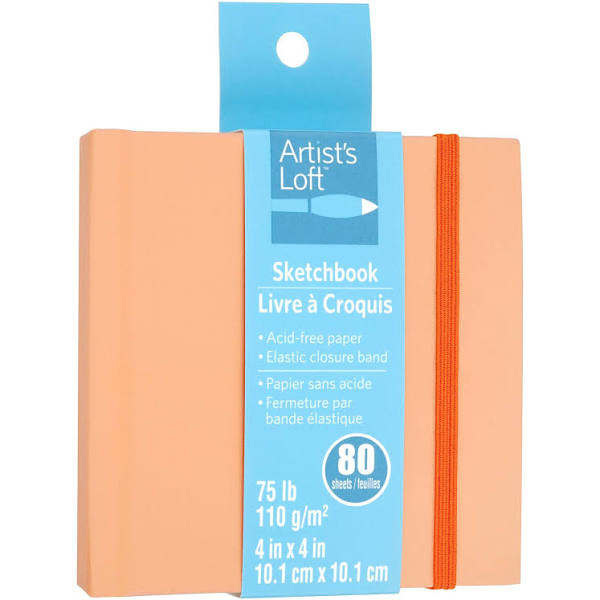 Artist's
Loft™
Sketchbook
Livre à Croquis
• Acid-free paper
• Elastic closure band
• Papier sans acide
• Fermeture par
bande élastique
80
sheets/feuilles
75 lb
110 g/m²
4 in x 4 in
10.1 cm x 10.1 cm